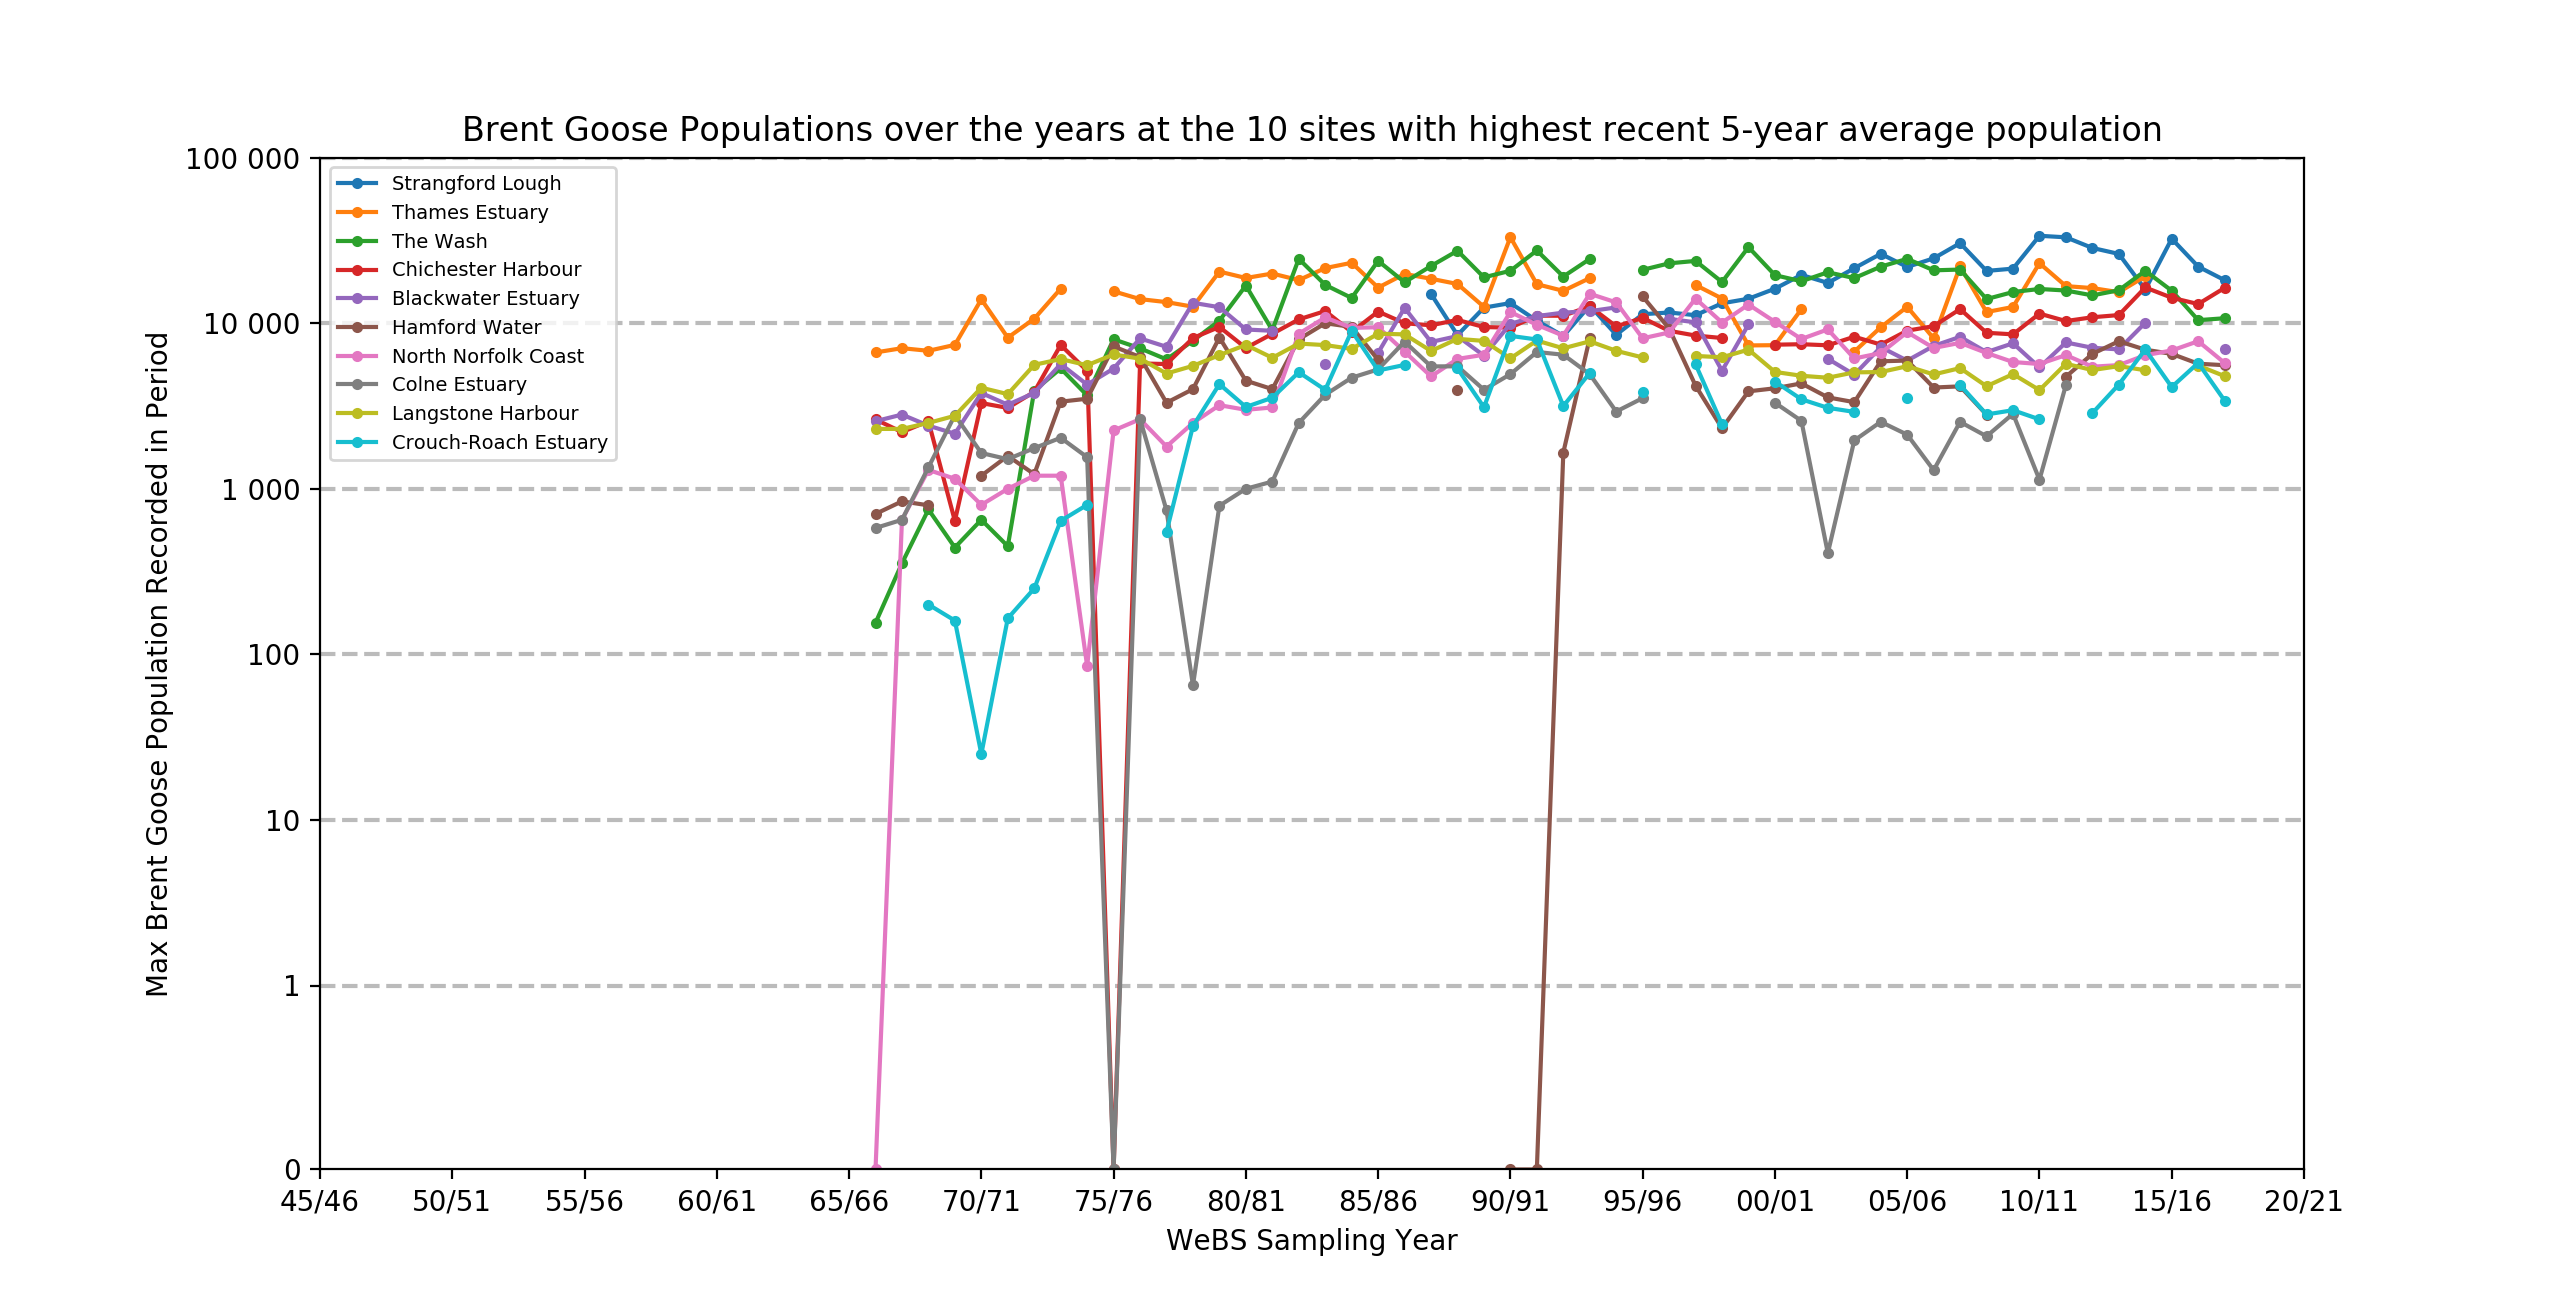 Brent Goose Populations over the years at the 10 sites with highest recent 5-year average population
100 000
10 000
1 000
100
10
1
0
Max Brent Goose Population Recorded in Period
Strangford Lough
Thames Estuary
The Wash
Chichester Harbour
Blackwater Estuary
Hamford Water
North Norfolk Coast
Colne Estuary
Langstone Harbour
Crouch-Roach Estuary
45/46 50/51 55/56 60/61 65/66 70/71 75/76 80/81 85/86 90/91 95/96 00/01 05/06 10/11 15/16 20/21
WeBS Sampling Year